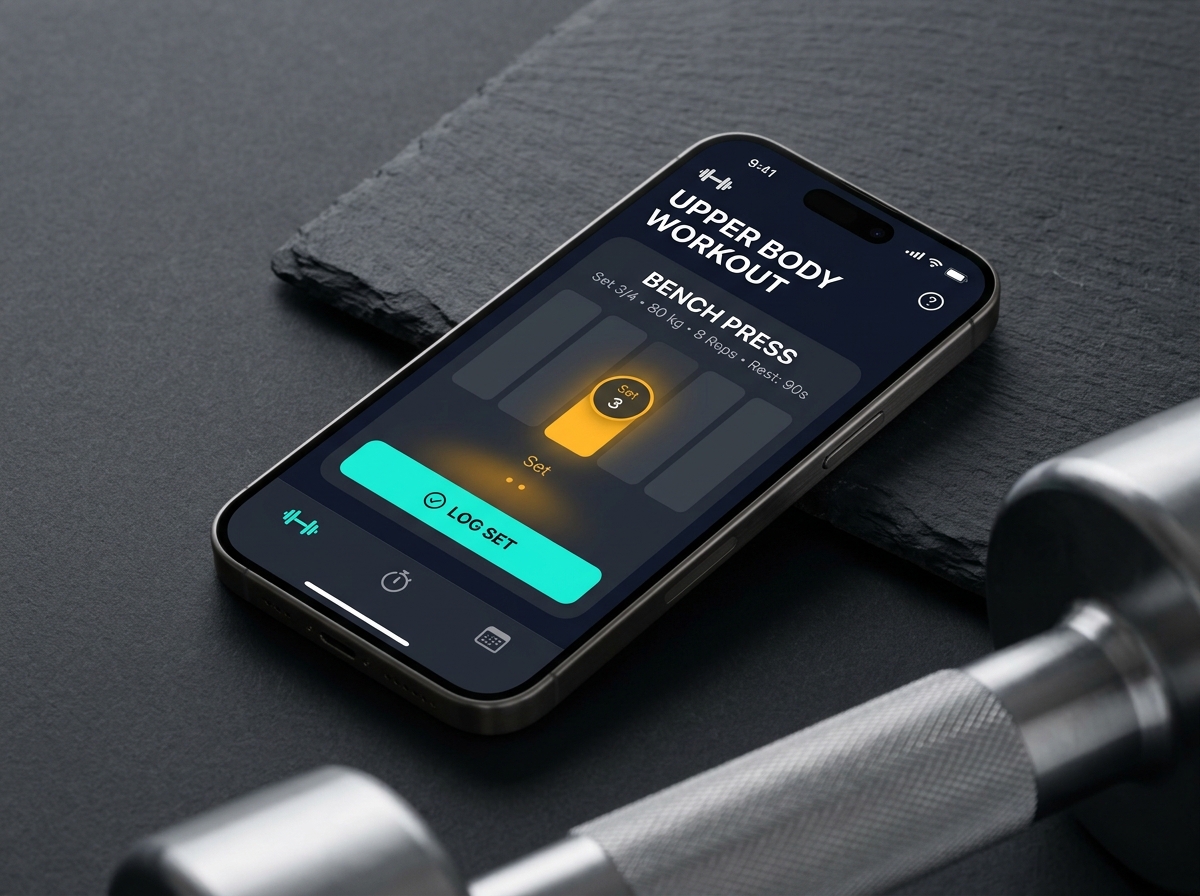 9:41
UPPER BODY
WORKOUT
?
BENCH PRESS
Set 3/4 • 80 kg • 8 Reps • Rest: 90s
Set
3
Set
LOG SET